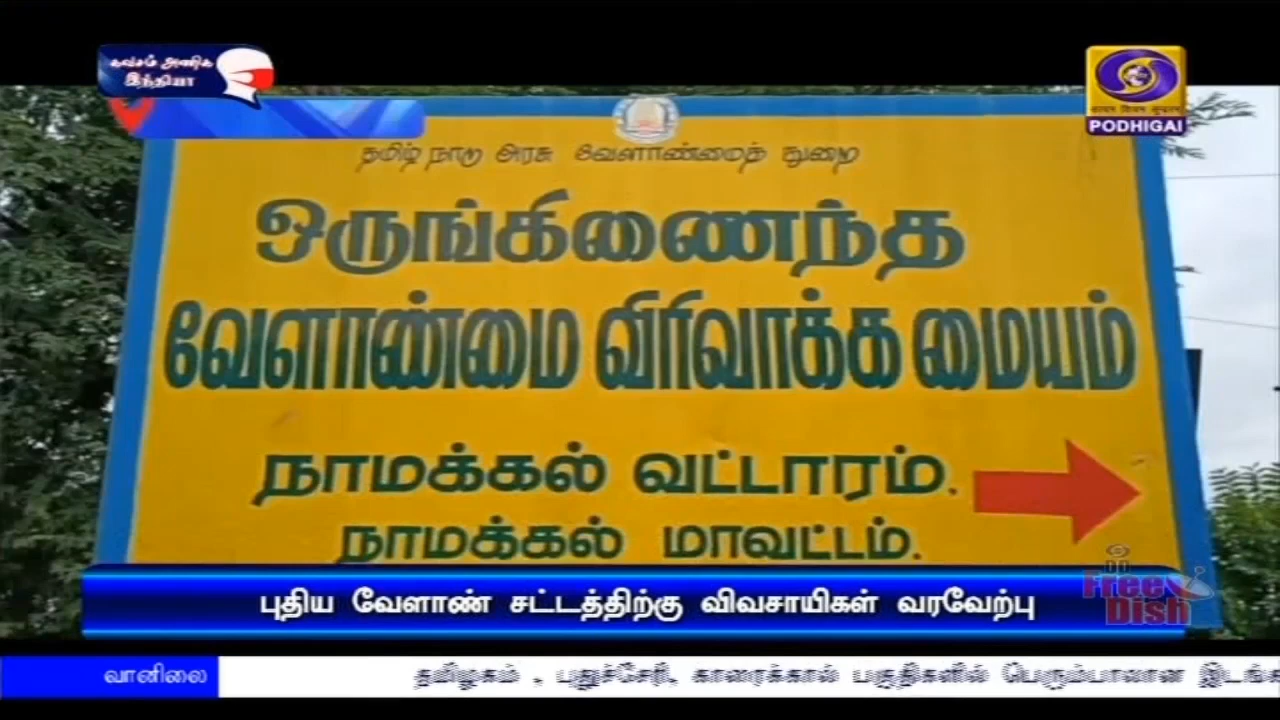 கவசம் அணிக
இந்தியா
PODHIGAI
தமிழ் நாடு அரசு வேளாண்மைத் துறை
ஒருங்கிணைந்த
வேளாண்மை விரிவாக்க மையம்
நாமக்கல் வட்டாரம்.
நாமக்கல் மாவட்டம்.
DD
Free Dish
புதிய வேளாண் சட்டத்திற்கு விவசாயிகள் வரவேற்பு
வானிலை தமிழகம் , புதுச்சேரி, காரைக்கால் பகுதிகளில் பெரும்பாலான